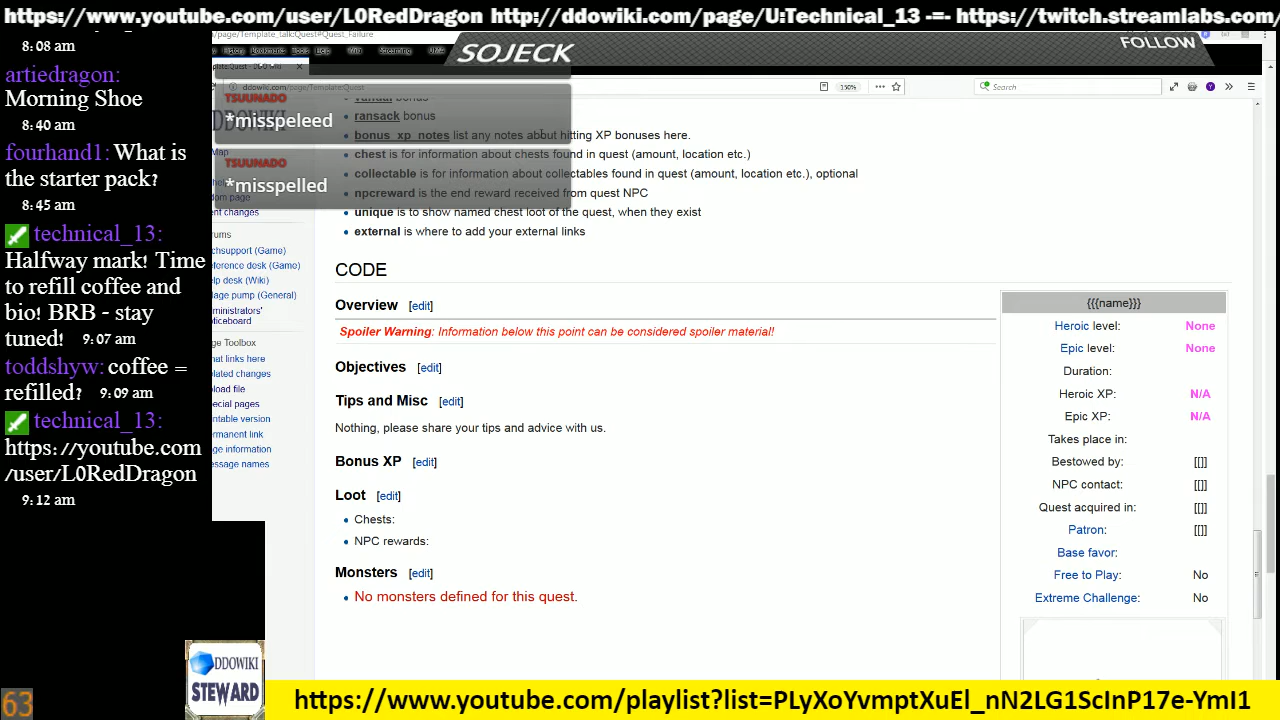 https://www.youtube.com/user/L0RedDragon http://ddowiki.com/page/U:Technical_13 -=- https://twitch.streamlabs.com/
8:08 am
artiedragon:
Morning Shoe
8:40 am
fourhand1: What is
the starter pack?
8:45 am
technical_13:
Halfway mark! Time
to refill coffee and
bio! BRB - stay
tuned! 9:07 am
toddshyw: coffee =
refilled? 9:09 am
technical_13:
https://youtube.com
/user/L0RedDragon
9:12 am
SOJECK
FOLLOW
TSUUNADO
*misspeleed
TSUUNADO
*misspelled
ddowiki.com/page/Template:Quest
150%
Search
ransack bonus
bonus_xp_notes list any notes about hitting XP bonuses here.
chest is for information about chests found in quest (amount, location etc.)
collectable is for information about collectables found in quest (amount, location etc.), optional
npcreward is the end reward received from quest NPC
unique is to show named chest loot of the quest, when they exist
external is where to add your external links
CODE
Overview [edit]
Spoiler Warning: Information below this point can be considered spoiler material!
Objectives [edit]
Tips and Misc [edit]
Nothing, please share your tips and advice with us.
Bonus XP [edit]
Loot [edit]
Chests:
NPC rewards:
Monsters [edit]
No monsters defined for this quest.
{{{name}}}
Heroic level: None
Epic level: None
Duration:
Heroic XP: N/A
Epic XP: N/A
Takes place in:
Bestowed by: [[]]
NPC contact: [[]]
Quest acquired in: [[]]
Patron: [[]]
Base favor:
Free to Play: No
Extreme Challenge: No
DDOWIKI
STEWARD
63
https://www.youtube.com/playlist?list=PLyXoYvmptXuEl_nN2LG1ScInP17e-YmI1